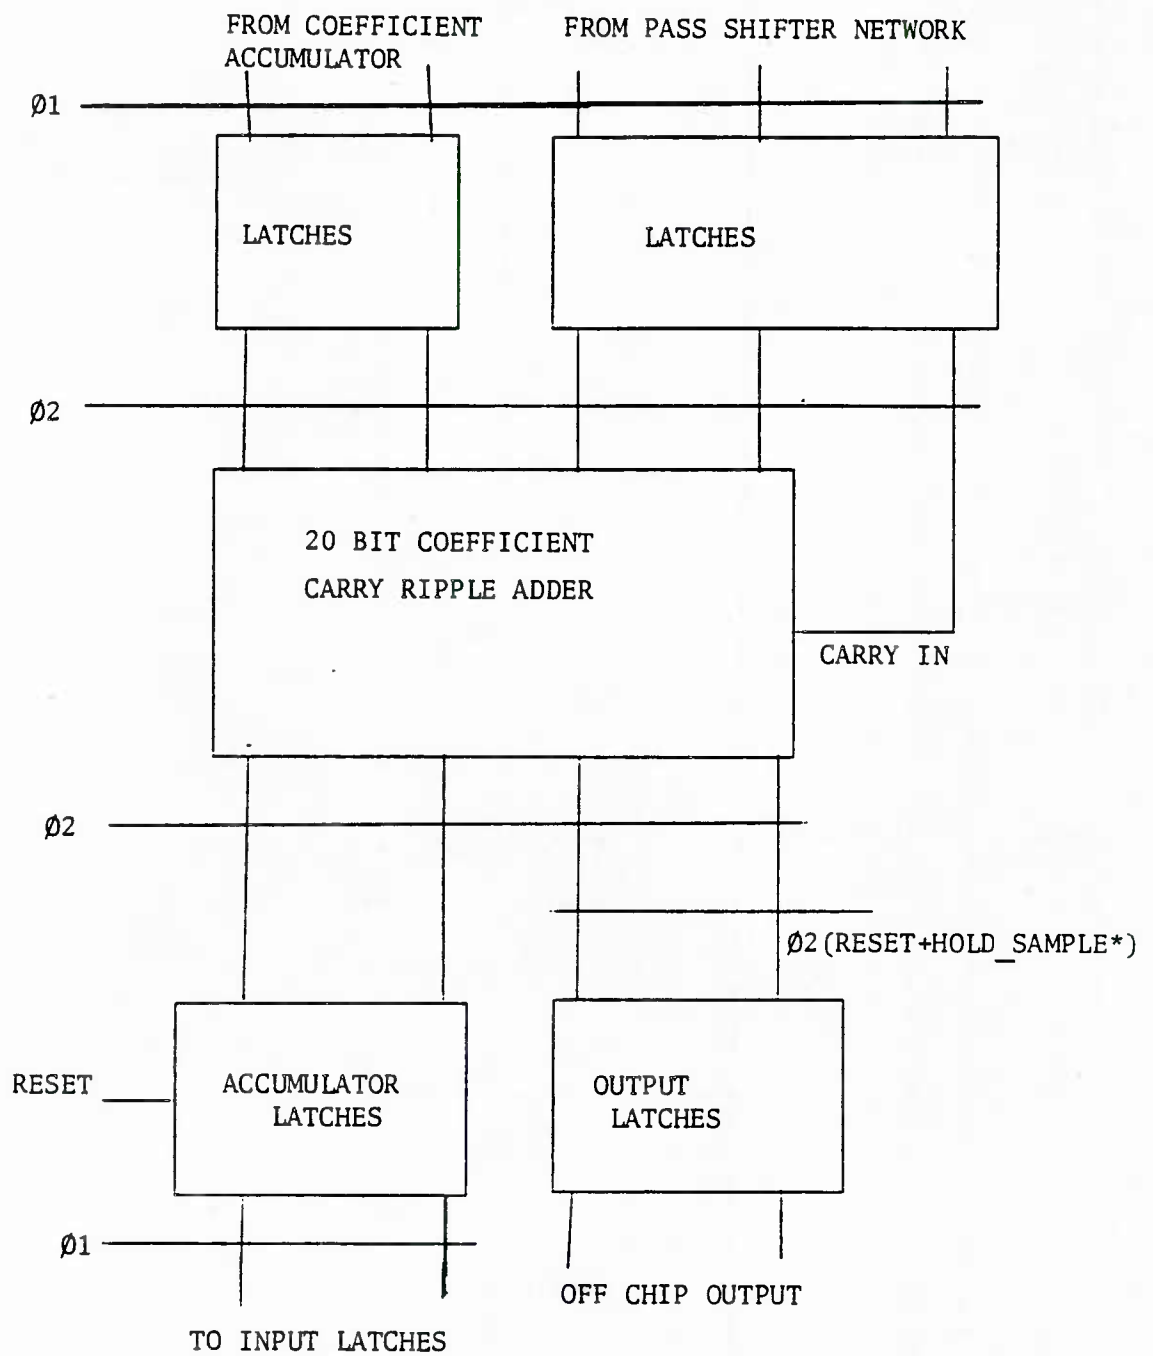 FROM COEFFICIENT
ACCUMULATOR
FROM PASS SHIFTER NETWORK
Ø1
LATCHES
LATCHES
Ø2
20 BIT COEFFICIENT
CARRY RIPPLE ADDER
CARRY IN
Ø2
Ø2(RESET+HOLD_SAMPLE*)
RESET
ACCUMULATOR
LATCHES
OUTPUT
LATCHES
Ø1
OFF CHIP OUTPUT
TO INPUT LATCHES